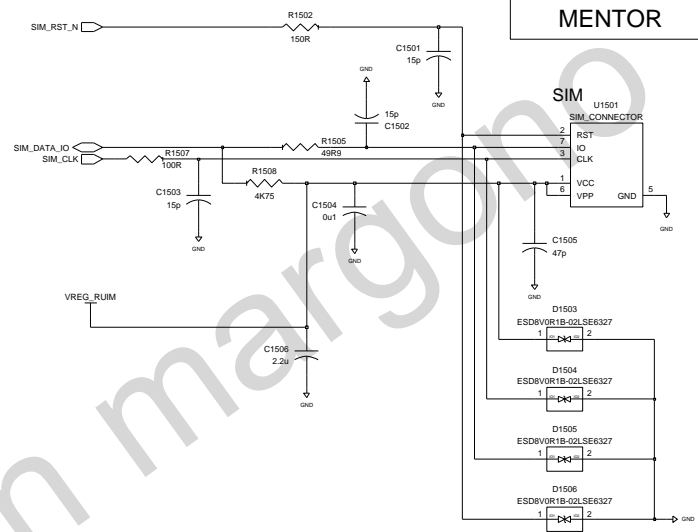 MENTOR
SIM_RST_N
R1502
150R
C1501
15p
GND
GND
15p
C1502
SIM
U1501
SIM_CONNECTOR
2 RST
7 IO
3 CLK
1 VCC
6 VPP
GND 5
GND
SIM_DATA_IO
SIM_CLK
R1507
100R
R1505
49R9
R1508
4K75
C1503
15p
GND
C1504
0u1
GND
C1505
47p
GND
VREG_RUIM
C1506
2.2u
GND
D1503
ESD8V0R1B-02LSE6327
1 2
D1504
ESD8V0R1B-02LSE6327
1 2
D1505
ESD8V0R1B-02LSE6327
1 2
D1506
ESD8V0R1B-02LSE6327
1 2
GND
n margono